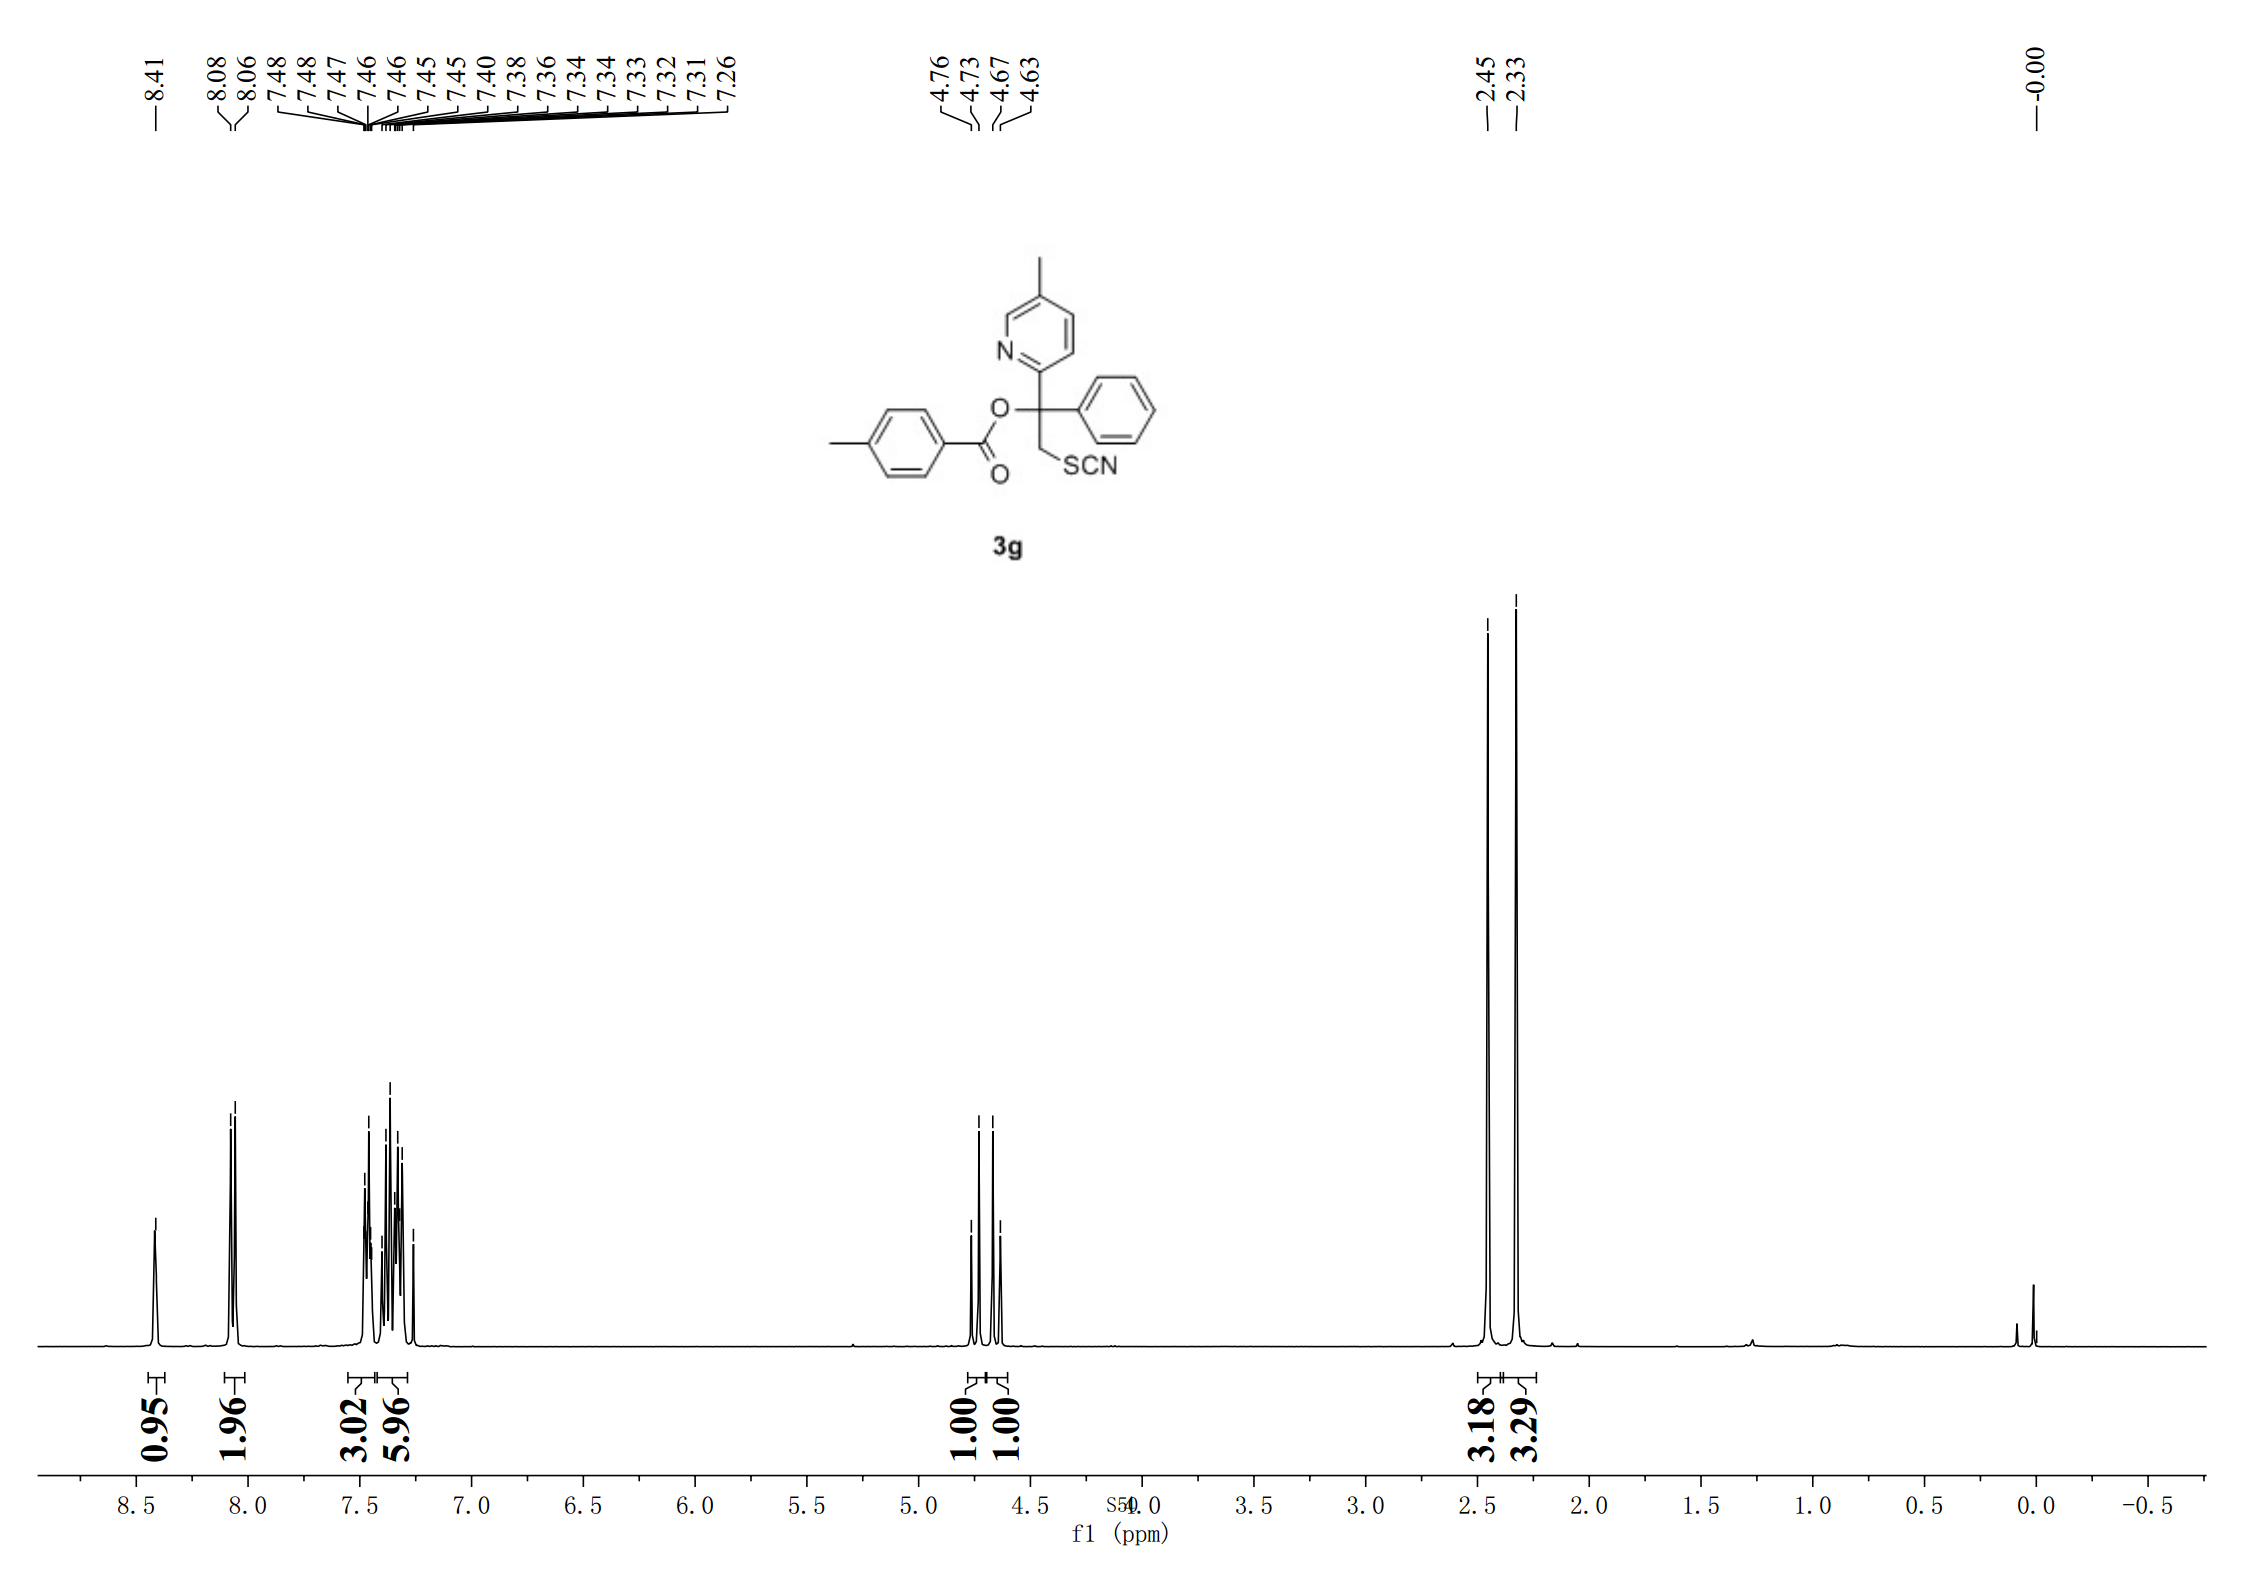 8.41 8.08 8.06 7.48 7.48 7.47 7.46 7.46 7.45 7.45 7.40 7.38 7.36 7.34 7.34 7.33 7.32 7.31 7.26 4.76 4.73 4.67 4.63 2.45 2.33 -0.00
N
O
O
SCN
3g
0.95 1.96 3.02 5.96 1.00 1.00 3.18 3.29
8.5 8.0 7.5 7.0 6.5 6.0 5.5 5.0 4.5 4.0 3.5 3.0 2.5 2.0 1.5 1.0 0.5 0.0 -0.5
f1 (ppm)